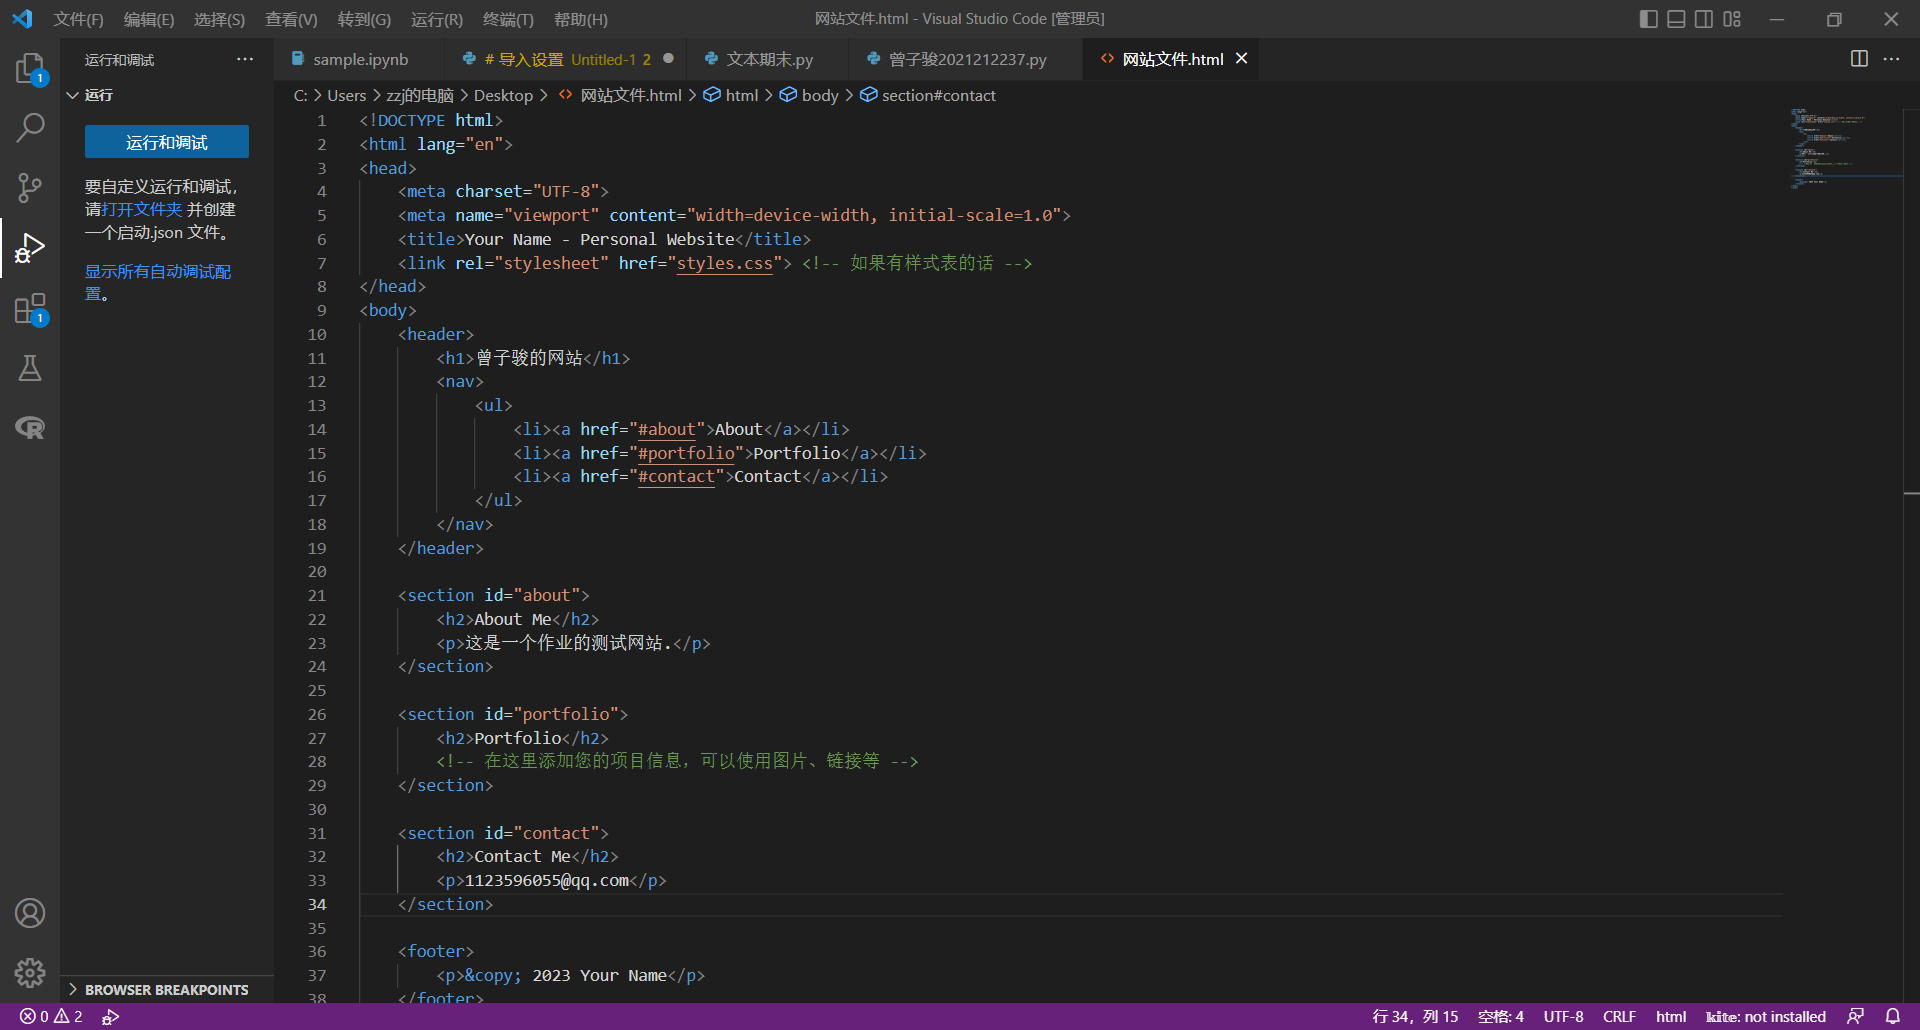 文件(F) 编辑(E) 选择(S) 查看(V) 转到(G) 运行(R) 终端(T) 帮助(H) 网站文件.html - Visual Studio Code [管理员]
运行和调试 ···
sample.ipynb # 导入设置 Untitled-1 2 文本期末.py 曾子骏2021212237.py 网站文件.html
C: > Users > zzj的电脑 > Desktop > 网站文件.html > html > body > section#contact
运行
运行和调试
要自定义运行和调试,
请打开文件夹 并创建
一个启动.json 文件。
显示所有自动调试配
置。
1
1
1 <!DOCTYPE html>
2 <html lang="en">
3 <head>
4 <meta charset="UTF-8">
5 <meta name="viewport" content="width=device-width, initial-scale=1.0">
6 <title>Your Name - Personal Website</title>
7 <link rel="stylesheet" href="styles.css"> <!-- 如果有样式表的话 -->
8 </head>
9 <body>
10 <header>
11 <h1>曾子骏的网站</h1>
12 <nav>
13 <ul>
14 <li><a href="#about">About</a></li>
15 <li><a href="#portfolio">Portfolio</a></li>
16 <li><a href="#contact">Contact</a></li>
17 </ul>
18 </nav>
19 </header>
20
21 <section id="about">
22 <h2>About Me</h2>
23 <p>这是一个作业的测试网站.</p>
24 </section>
25
26 <section id="portfolio">
27 <h2>Portfolio</h2>
28 <!-- 在这里添加您的项目信息，可以使用图片、链接等 -->
29 </section>
30
31 <section id="contact">
32 <h2>Contact Me</h2>
33 <p>1123596055@qq.com</p>
34 </section>
35
36 <footer>
37 <p>&copy; 2023 Your Name</p>
38 </footer>
BROWSER BREAKPOINTS
0 2 行 34，列 15 空格: 4 UTF-8 CRLF html kite: not installed